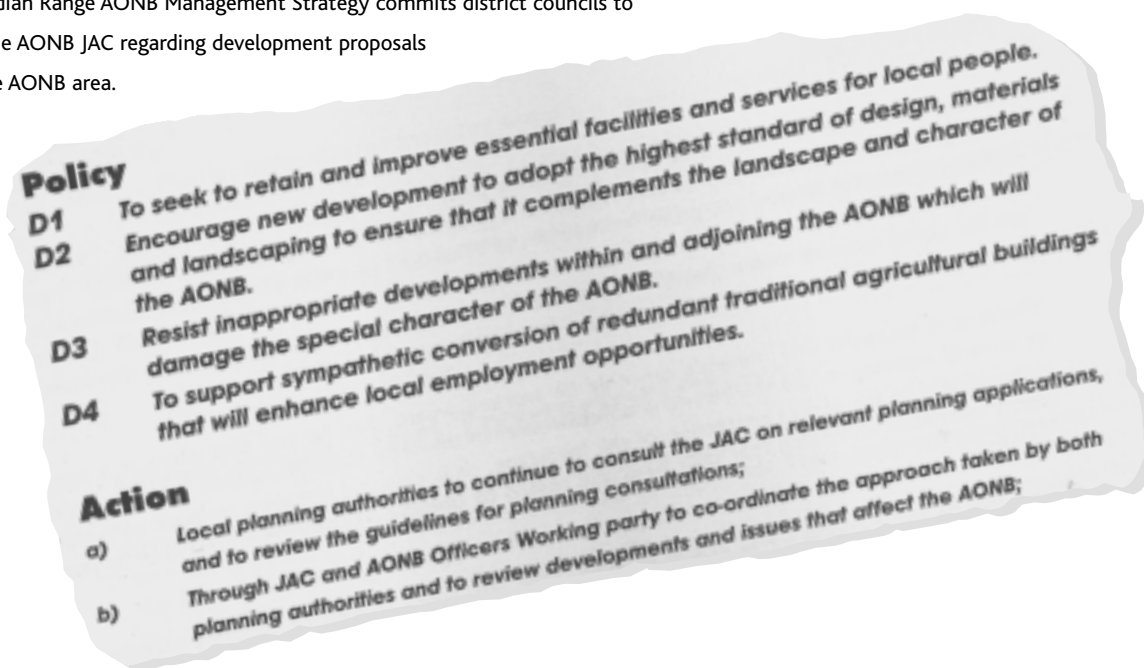 dian Range AONB Management Strategy commits district councils to
e AONB JAC regarding development proposals
e AONB area.
Policy
D1 To seek to retain and improve essential facilities and services for local people.
D2 Encourage new development to adopt the highest standard of design, materials
and landscaping to ensure that it complements the landscape and character of
the AONB.
D3 Resist inappropriate developments within and adjoining the AONB which will
damage the special character of the AONB.
D4 To support sympathetic conversion of redundant traditional agricultural buildings
that will enhance local employment opportunities.
Action
a) Local planning authorities to continue to consult the JAC on relevant planning applications,
and to review the guidelines for planning consultations;
b) Through JAC and AONB Officers Working party to co-ordinate the approach taken by both
planning authorities and to review developments and issues that affect the AONB;